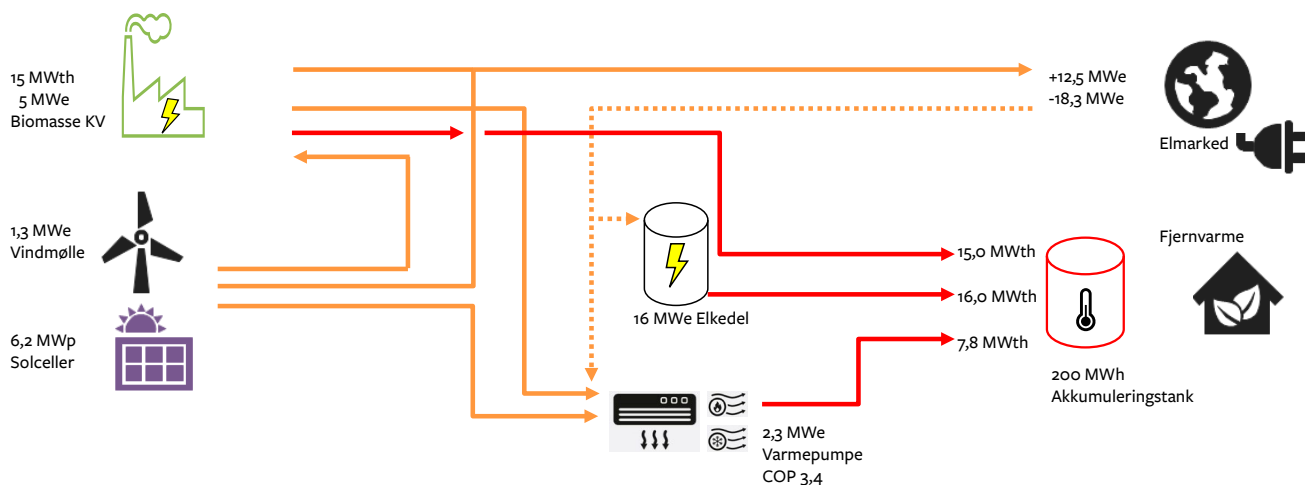 15 MWth
5 MWe
Biomasse KV
+12,5 MWe
-18,3 MWe
Elmarked
1,3 MWe
Vindmølle
Fjernvarme
15,0 MWth
16,0 MWth
16 MWe Elkedel
7,8 MWth
6,2 MWp
Solceller
200 MWh
Akkumuleringstank
2,3 MWe
Varmepumpe
COP 3,4